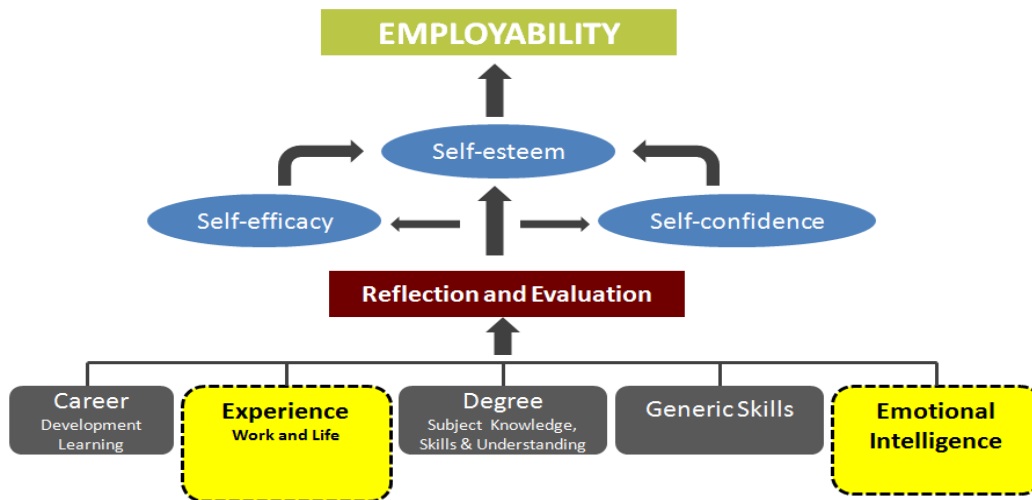 EMPLOYABILITY
Self-esteem
Self-efficacy
Self-confidence
Reflection and Evaluation
Career
Development
Learning
Experience
Work and Life
Degree
Subject Knowledge,
Skills & Understanding
Generic Skills
Emotional
Intelligence